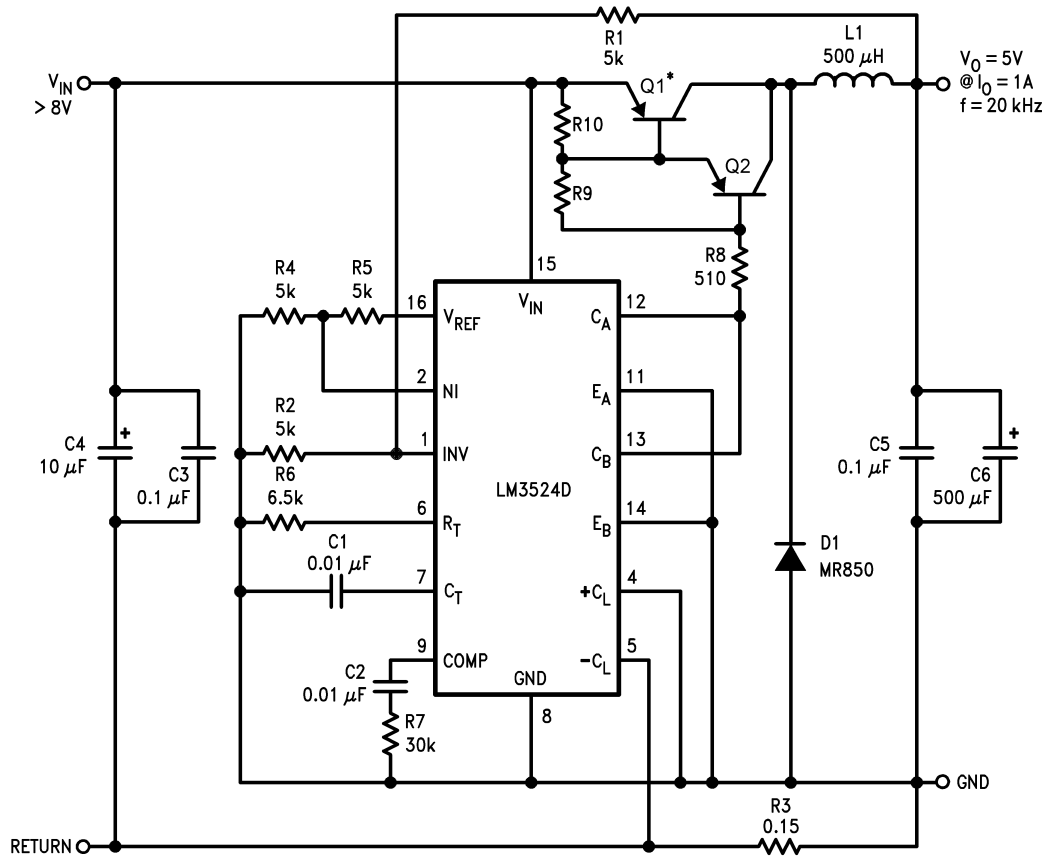 R1
5k
L1
500 μH
V_O = 5V
@ I_O = 1A
f = 20 kHz
V_IN
> 8V
Q1*
R10
Q2
R9
R8
510
15
V_IN
R4
5k
R5
5k
16
V_REF
12
C_A
2
NI
11
E_A
R2
5k
1
INV
13
C_B
C4
+
10 μF
C3
0.1 μF
C5
0.1 μF
+
C6
500 μF
LM3524D
R6
6.5k
6
R_T
14
E_B
C1
0.01 μF
D1
MR850
7
C_T
4
+C_L
9
COMP
5
−C_L
C2
0.01 μF
GND
8
R7
30k
GND
R3
0.15
RETURN